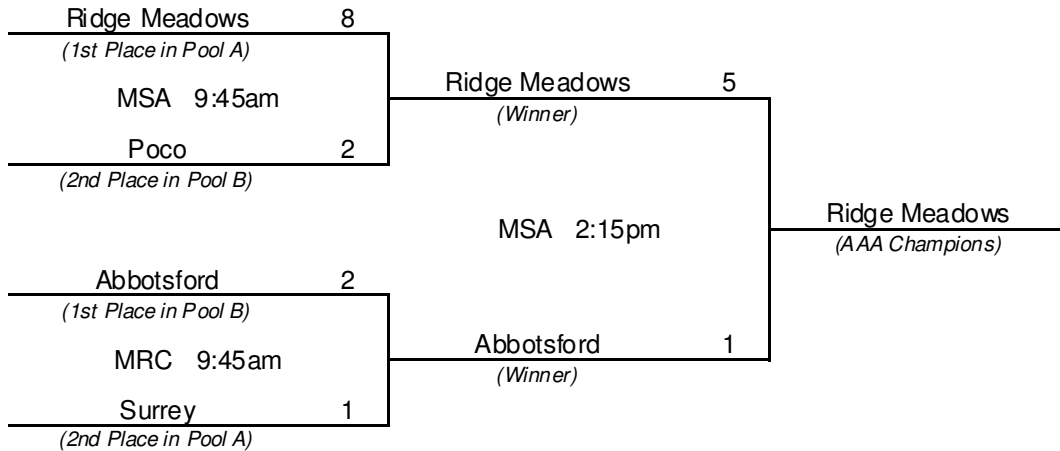 Ridge Meadows 8
(1st Place in Pool A)
MSA 9:45am
Poco 2
(2nd Place in Pool B)
Ridge Meadows 5
(Winner)
MSA 2:15pm
Ridge Meadows
(AAA Champions)
Abbotsford 2
(1st Place in Pool B)
MRC 9:45am
Surrey 1
(2nd Place in Pool A)
Abbotsford 1
(Winner)